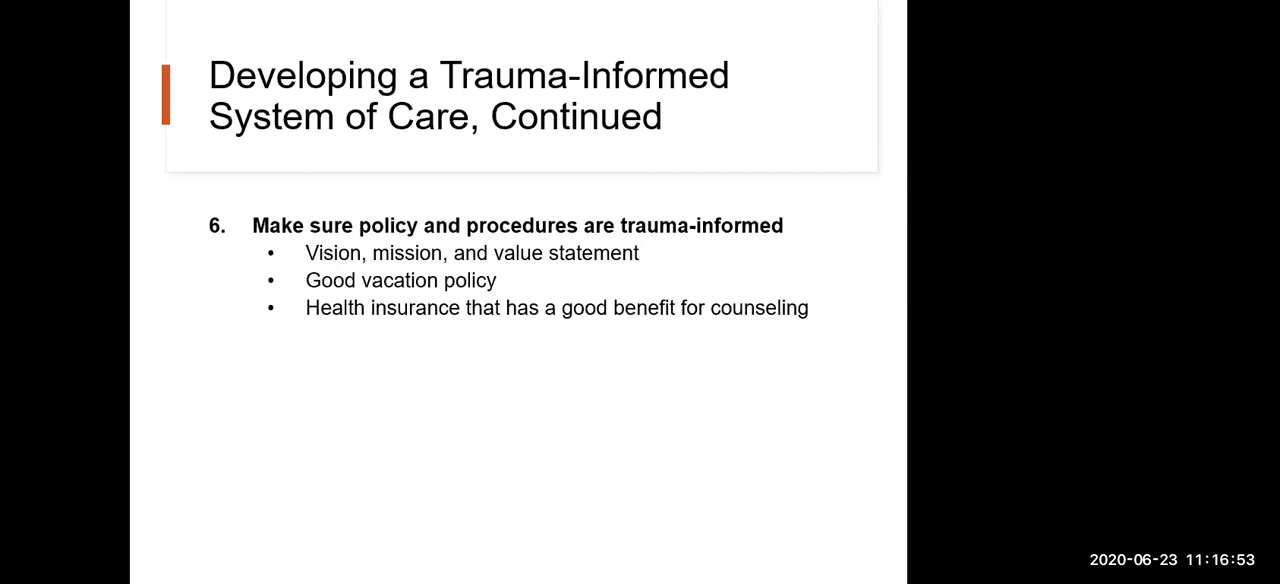 Developing a Trauma-Informed
System of Care, Continued
6. Make sure policy and procedures are trauma-informed
• Vision, mission, and value statement
• Good vacation policy
• Health insurance that has a good benefit for counseling
2020-06-23 11:16:53